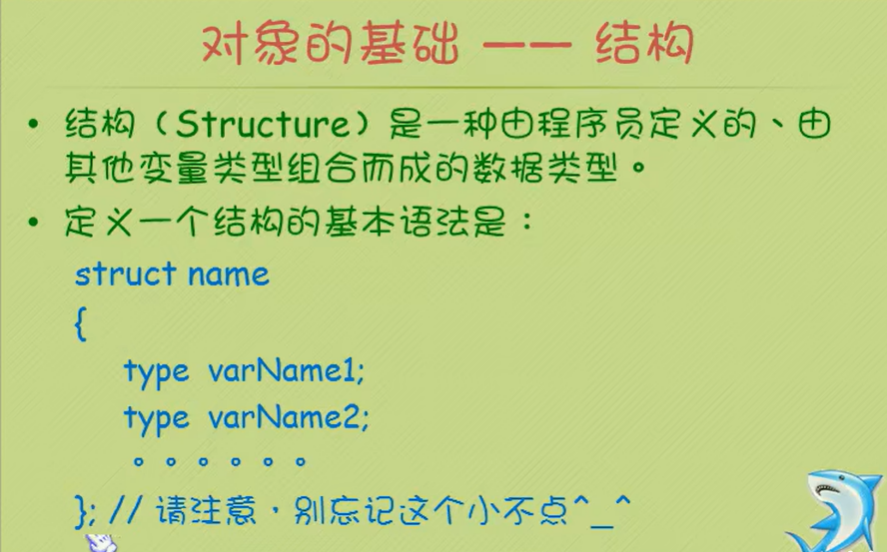 对象的基础 —— 结构
• 结构（Structure）是一种由程序员定义的、由
其他变量类型组合而成的数据类型。
• 定义一个结构的基本语法是：
struct name
{
type varName1;
type varName2;
。。。。。。
}; // 请注意，别忘记这个小不点^_^